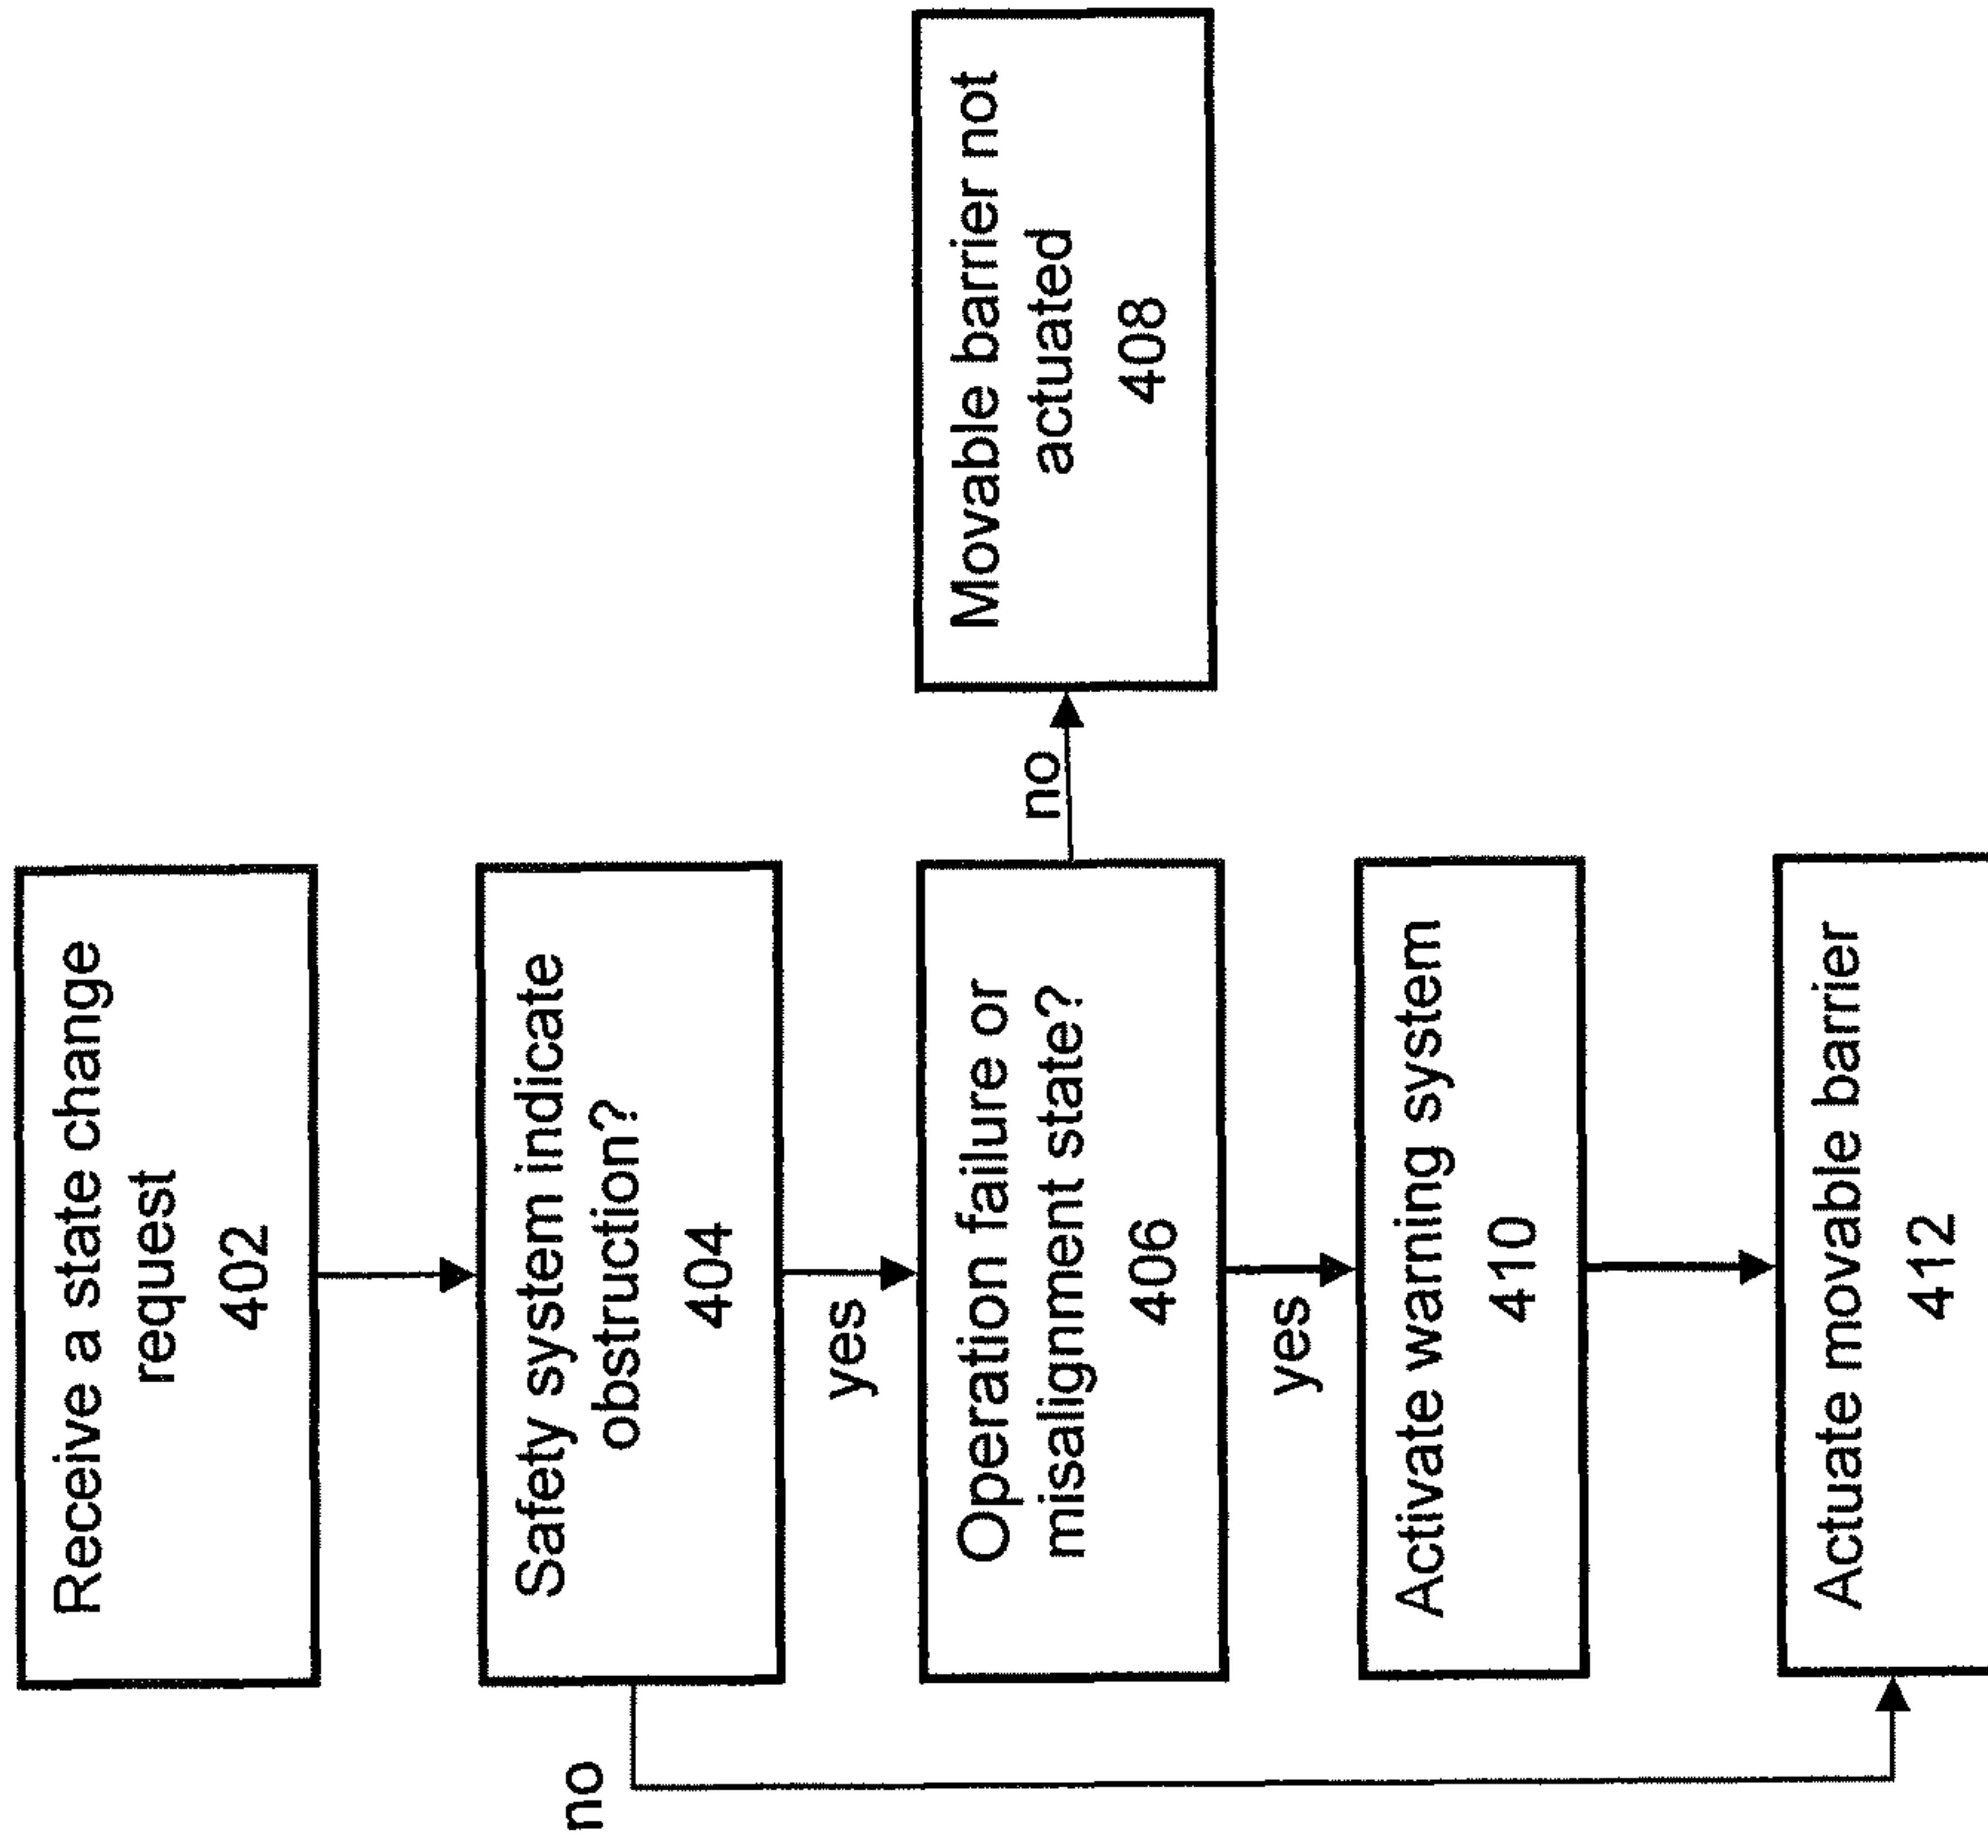 Receive a state change
request
402
Safety system indicate
obstruction?
404
no
yes
Operation failure or
misalignment state?
406
no
Movable barrier not
actuated
408
yes
Activate warning system
410
Actuate movable barrier
412